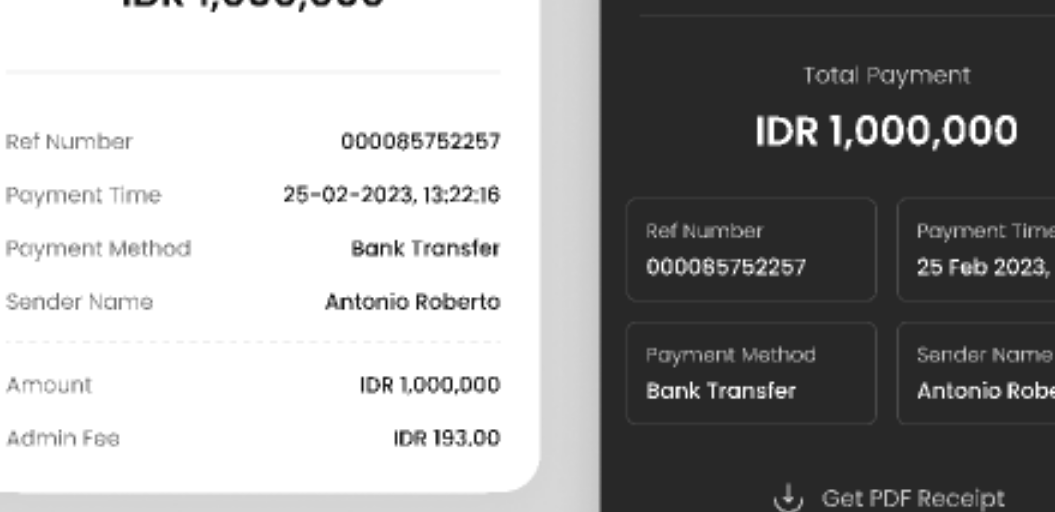 IDR 1,000,000
Ref Number 000085752257
Payment Time 25-02-2023, 13:22:16
Payment Method Bank Transfer
Sender Name Antonio Roberto
Amount IDR 1,000,000
Admin Fee IDR 193.00
Total Payment
IDR 1,000,000
Ref Number
000085752257
Payment Time
25 Feb 2023,
Payment Method
Bank Transfer
Sender Name
Antonio Robe
Get PDF Receipt